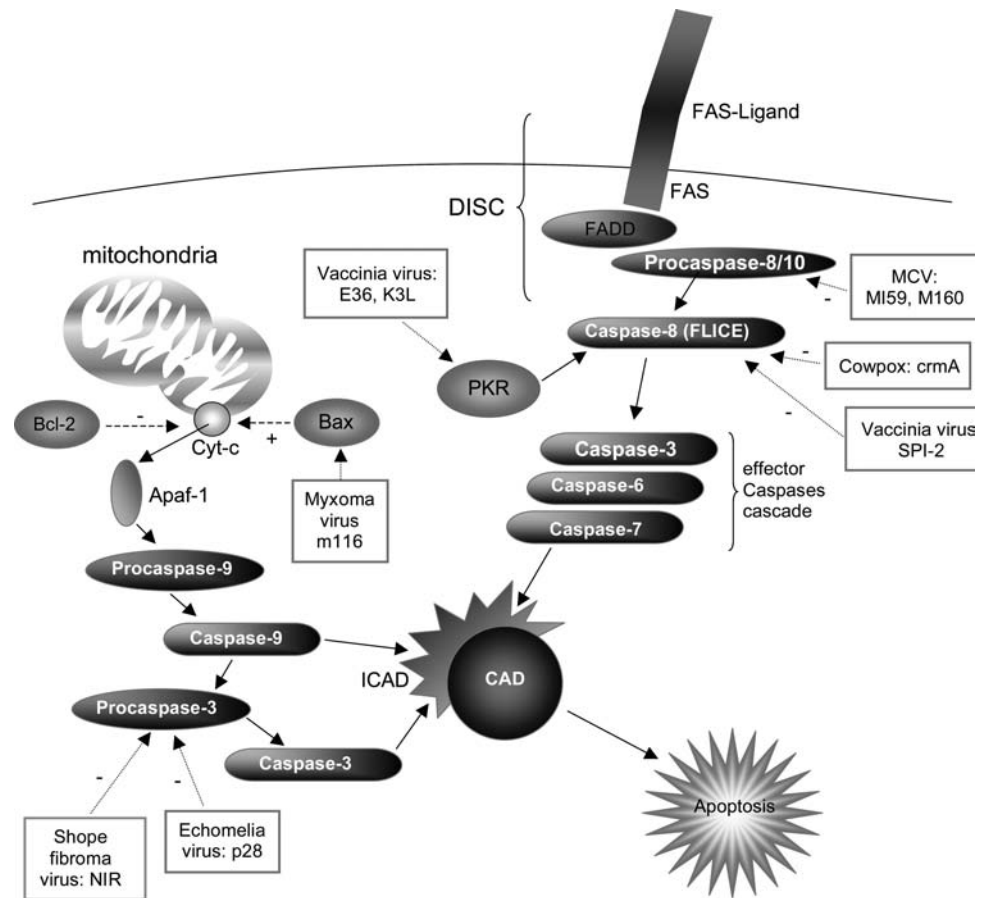 FAS-Ligand
DISC
FAS
FADD
mitochondria
Procaspase-8/10
Vaccinia virus:
E36, K3L
MCV:
MI59, M160
-
Caspase-8 (FLICE)
-
Cowpox: crmA
PKR
-
Vaccinia virus
SPI-2
Bcl-2
-
Cyt-c
+
Bax
Caspase-3
Caspase-6
Caspase-7
effector
Caspases
cascade
Apaf-1
Myxoma
virus
m116
Procaspase-9
Caspase-9
ICAD
CAD
Procaspase-3
Caspase-3
-
-
Shope
fibroma
virus: NIR
Echomelia
virus: p28
Apoptosis